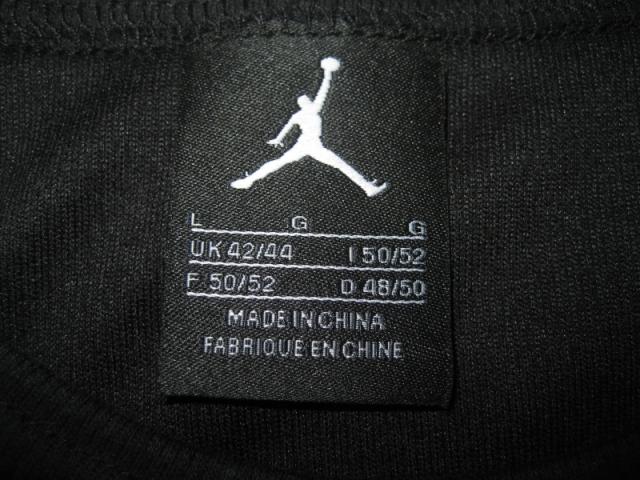 L G G
UK 42/44 I 50/52
F 50/52 D 48/50
MADE IN CHINA
FABRIQUE EN CHINE